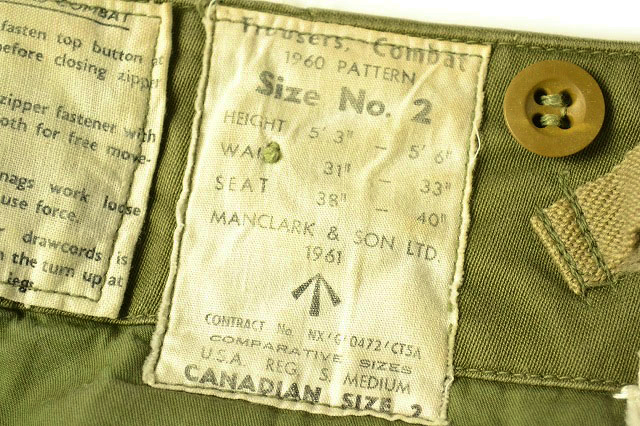 COMBAT
fasten top button at
before closing zipper
zipper fastener with
for free move-
nags work loose
use force.
drawcords is
the turn up at
legs.
Trousers, Combat
1960 PATTERN
Size No. 2
HEIGHT 5' 3" - 5' 6"
31" - 33"
SEAT 38" - 40"
MANCLARK & SON LTD.
1961
CONTRACT No. NX/G 0472/CT5A
COMPARATIVE SIZES
U.S.A. REG. S. MEDIUM
CANADIAN SIZE 2